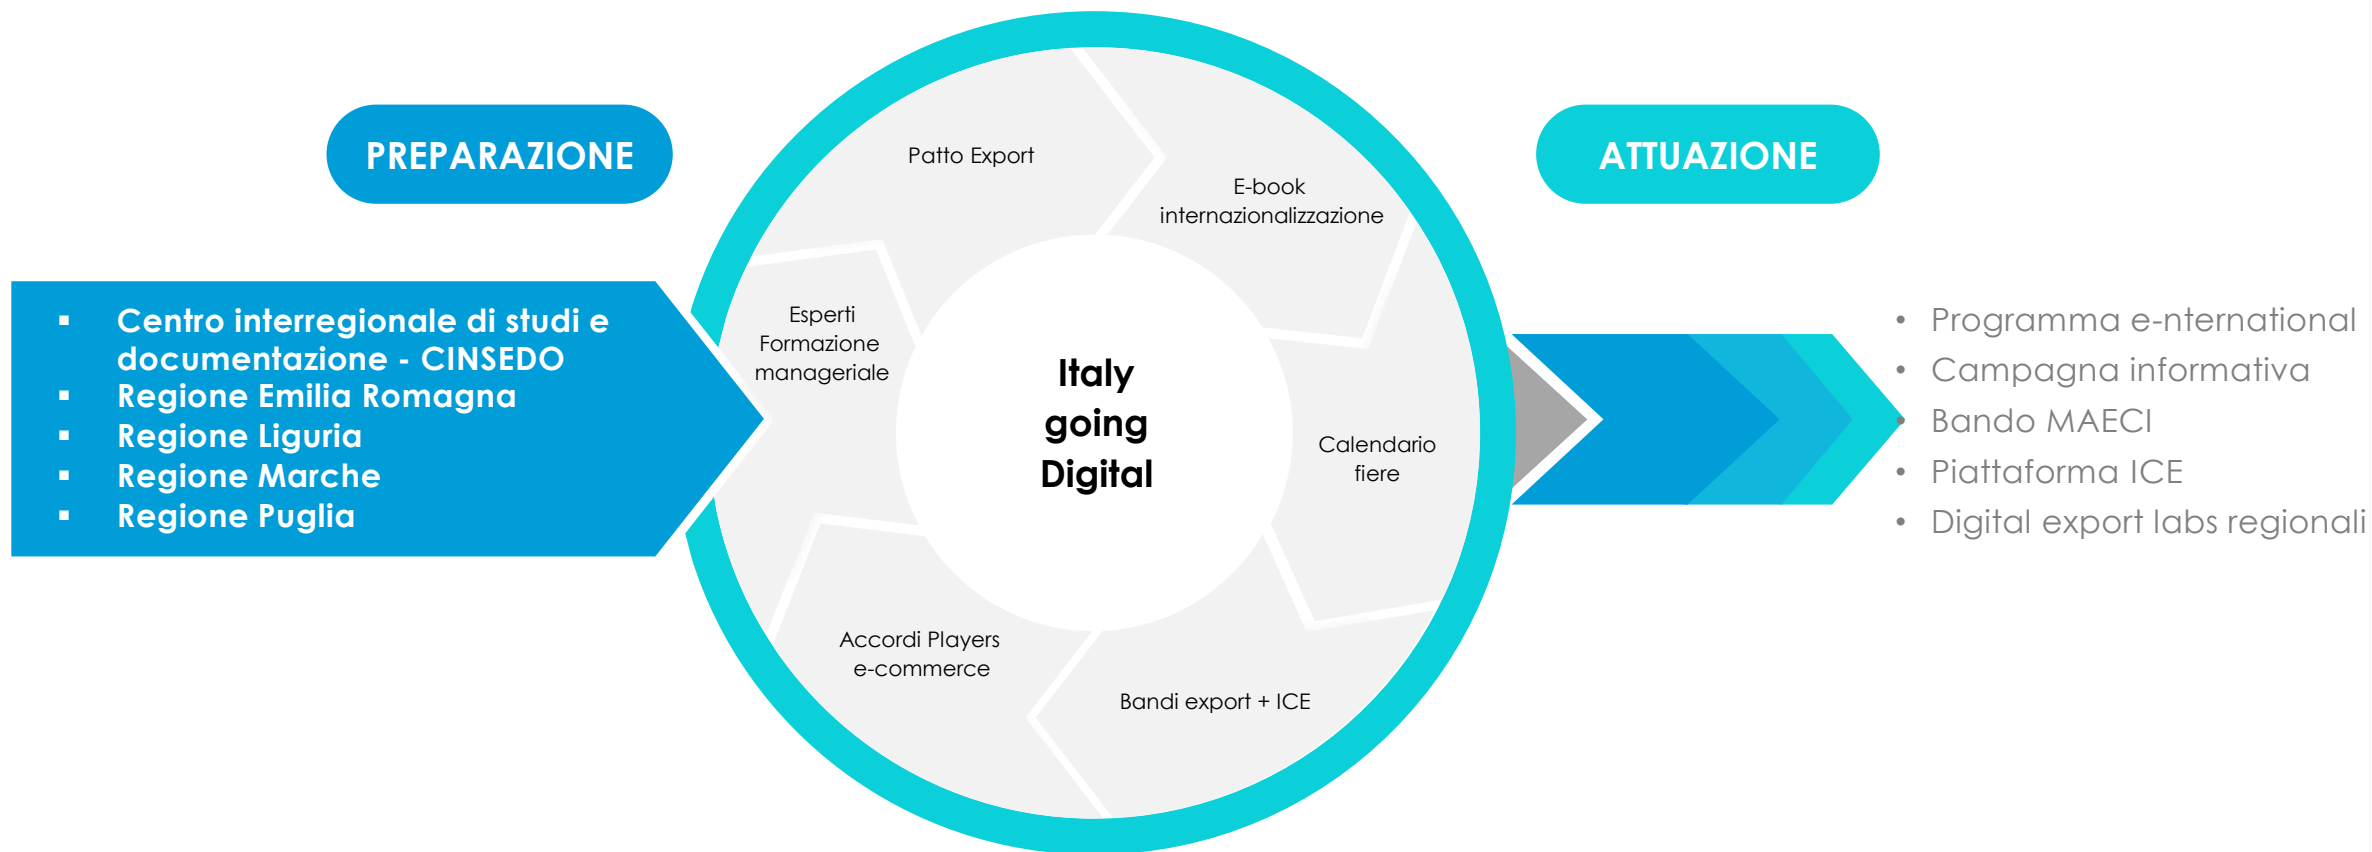 PREPARAZIONE
▪ Centro interregionale di studi e
documentazione - CINSEDO
▪ Regione Emilia Romagna
▪ Regione Liguria
▪ Regione Marche
▪ Regione Puglia
Patto Export
E-book
internazionalizzazione
Esperti
Formazione
manageriale
Italy
going
Digital
Calendario
fiere
Accordi Players
e-commerce
Bandi export + ICE
ATTUAZIONE
• Programma e-nternational
• Campagna informativa
• Bando MAECI
• Piattaforma ICE
• Digital export labs regionali